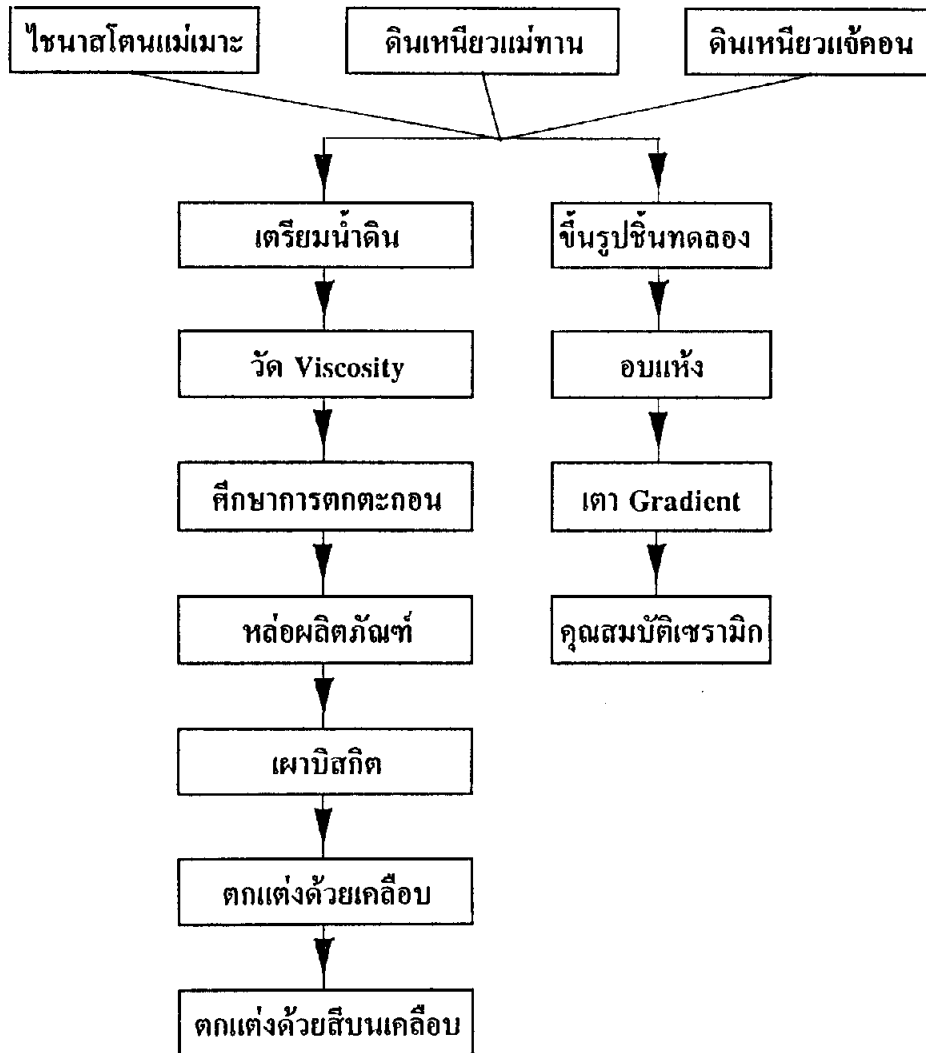 ไชนาสโตนแม่เมาะ
ดินเหนียวแม่ทาน
ดินเหนียวแจ้คอน
เตรียมน้ำดิน
ขึ้นรูปชิ้นทดลอง
วัด Viscosity
อบแห้ง
ศึกษาการตกตะกอน
เตา Gradient
หล่อผลิตภัณฑ์
คุณสมบัติเซรามิก
เผาบิสกิต
ตกแต่งด้วยเคลือบ
ตกแต่งด้วยสีบนเคลือบ